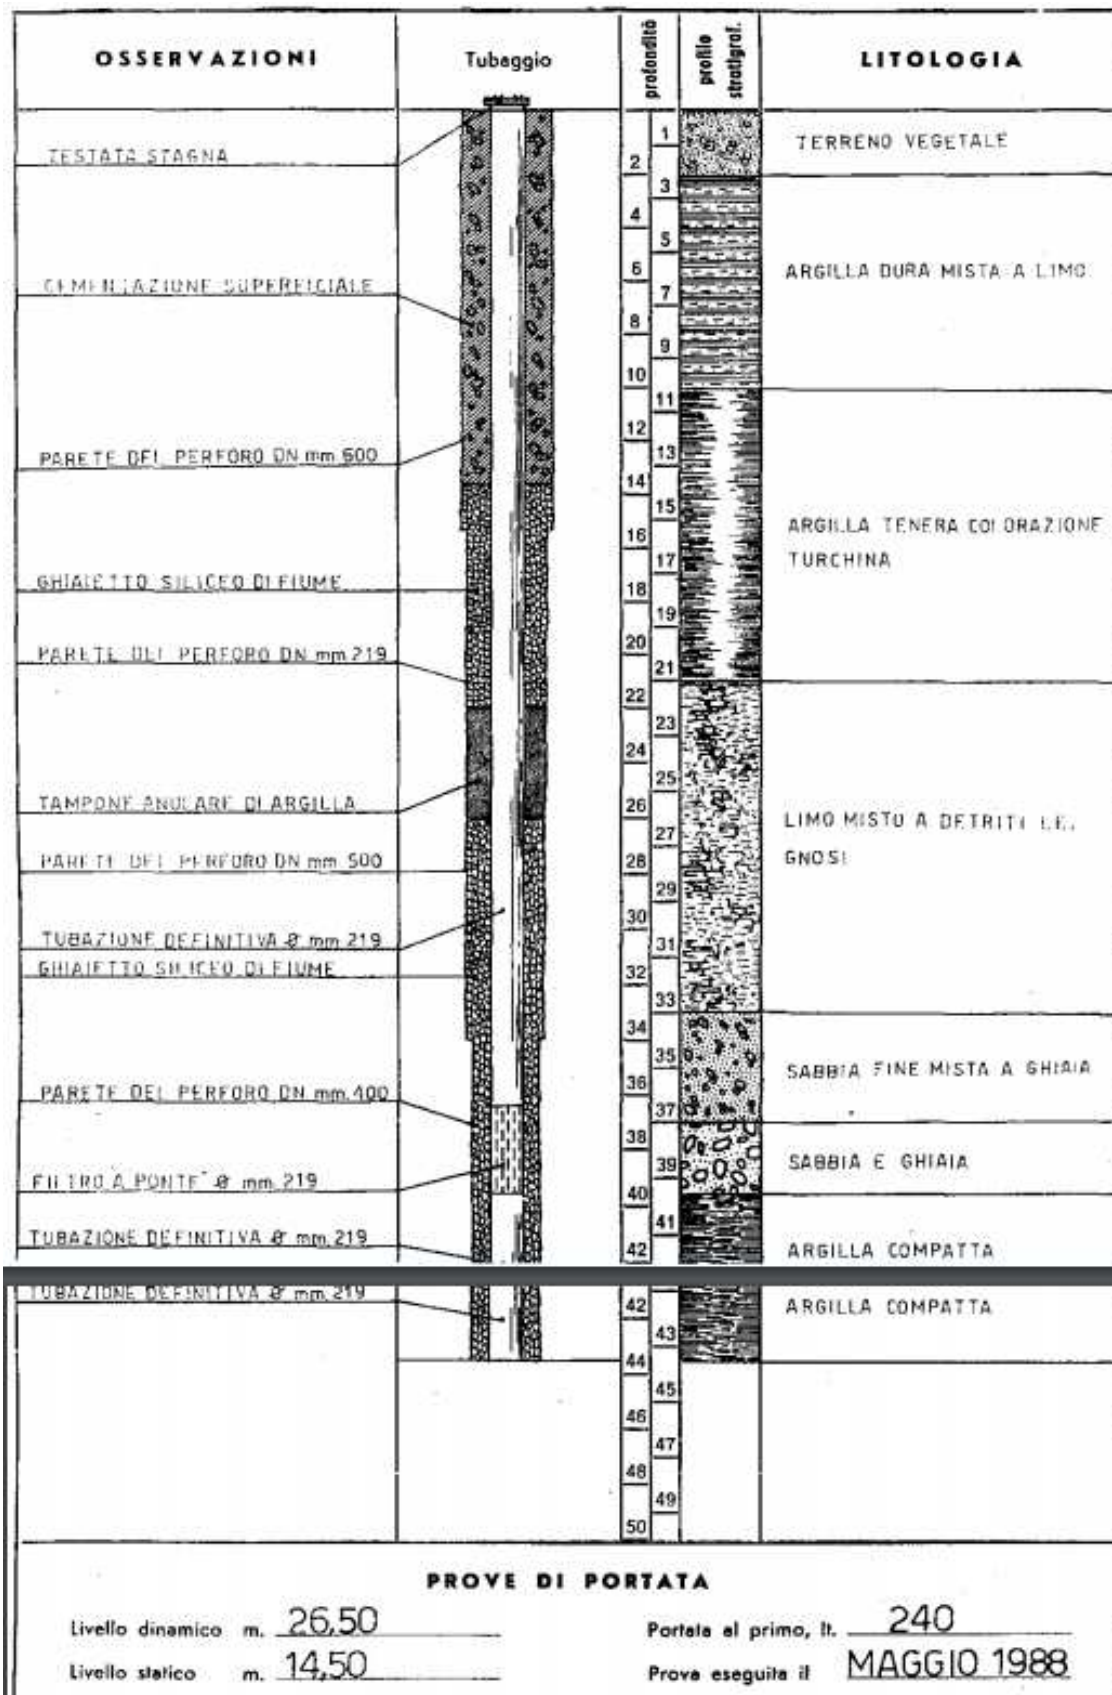 OSSERVAZIONI
Tubaggio
profondità
profilo
stratigraf.
LITOLOGIA
TESTATA STAGNA
CEMENTAZIONE SUPERFICIALE
PARETE DEL PERFORO DN mm 600
GHIAIETTO SILICEO DI FIUME
PARETE DEL PERFORO DN mm 219
TAMPONE ANULARE DI ARGILLA
PARETE DEL PERFORO DN mm 500
TUBAZIONE DEFINITIVA Ø mm 219
GHIAIETTO SILICEO DI FIUME
PARETE DEL PERFORO DN mm. 400
FILTRO A PONTE Ø mm. 219
TUBAZIONE DEFINITIVA Ø mm. 219
1
2
3
4
5
6
7
8
9
10
11
12
13
14
15
16
17
18
19
20
21
22
23
24
25
26
27
28
29
30
31
32
33
34
35
36
37
38
39
40
41
42
TERRENO VEGETALE
ARGILLA DURA MISTA A LIMO
ARGILLA TENERA COLORAZIONE
TURCHINA
LIMO MISTO A DETRITI LE.
GNOSI
SABBIA FINE MISTA A GHIAIA
SABBIA E GHIAIA
ARGILLA COMPATTA
TUBAZIONE DEFINITIVA Ø mm. 219
42
43
44
45
46
47
48
49
50
ARGILLA COMPATTA
PROVE DI PORTATA
Livello dinamico m. 26,50
Portata al primo, lt. 240
Livello statico m. 14,50
Prova eseguita il MAGGIO 1988